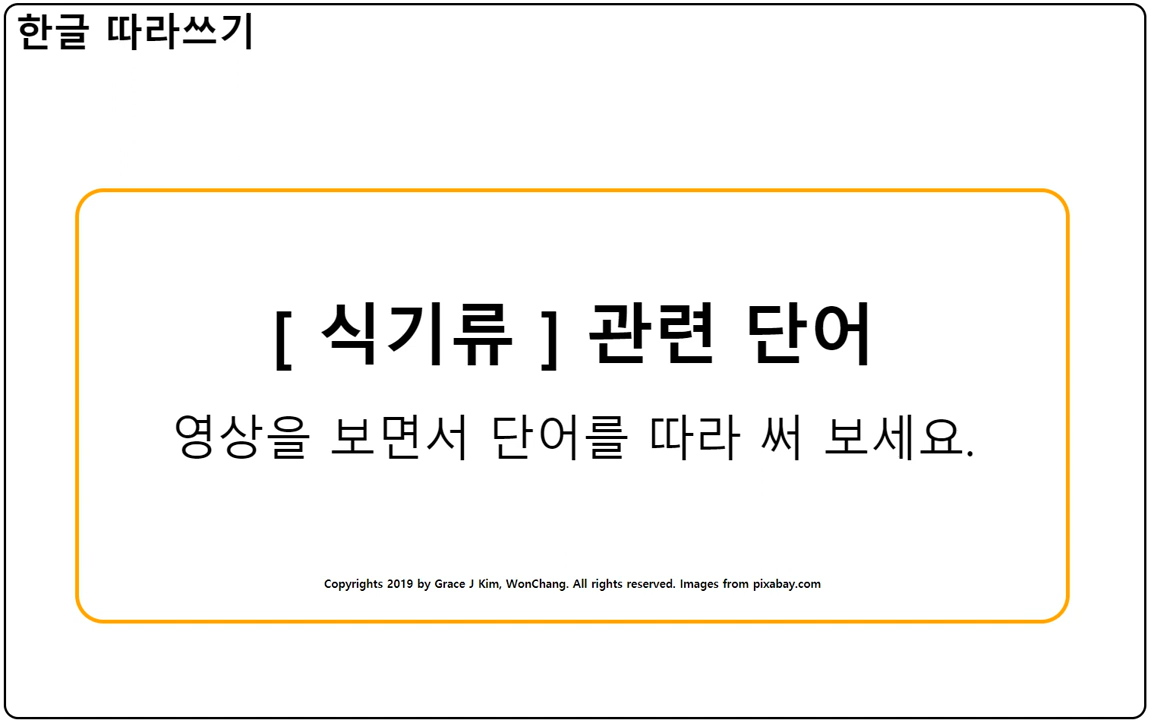 한글 따라쓰기
[ 식기류 ] 관련 단어
영상을 보면서 단어를 따라 써 보세요.
Copyrights 2019 by Grace J Kim, WonChang. All rights reserved. Images from pixabay.com